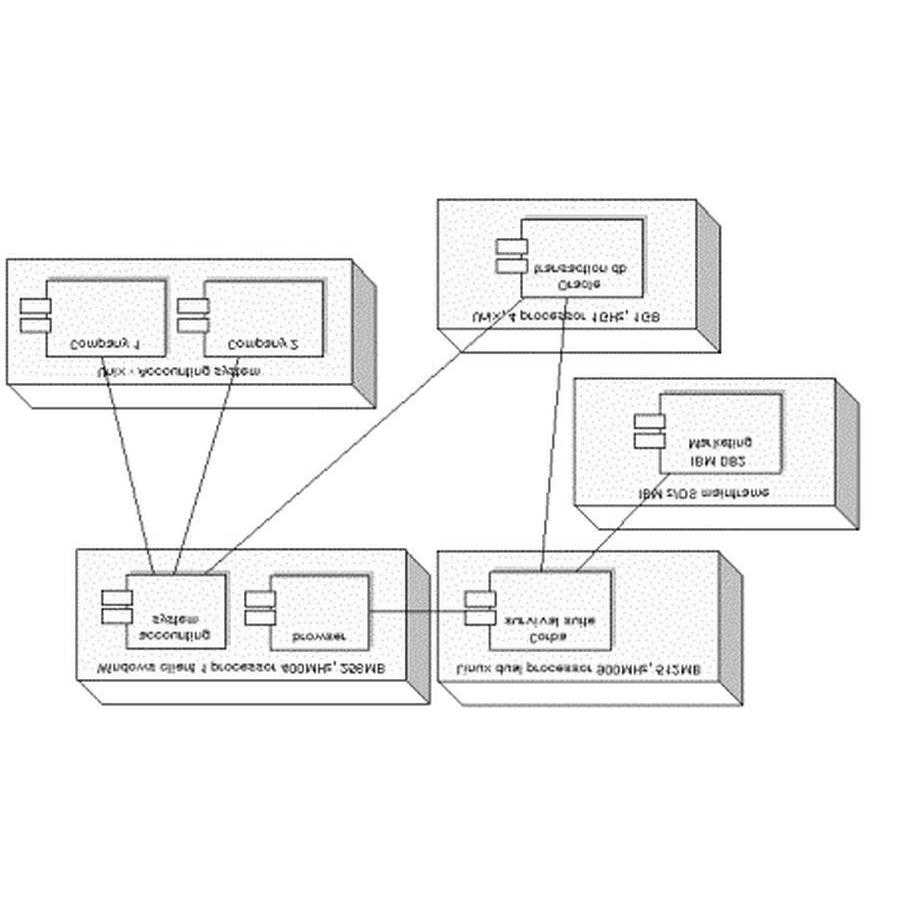 Windows client 1 processor 400MHz, 256MB
accounting
system
browser
Linux dual processor 900MHz, 512MB
Corba
survival suite
IBM z/OS mainframe
IBM DB2
Marketing
Unix - Accounting system
Company 1
Company 2
Unix, 4 processor 1GHz, 1GB
Oracle
transaction db